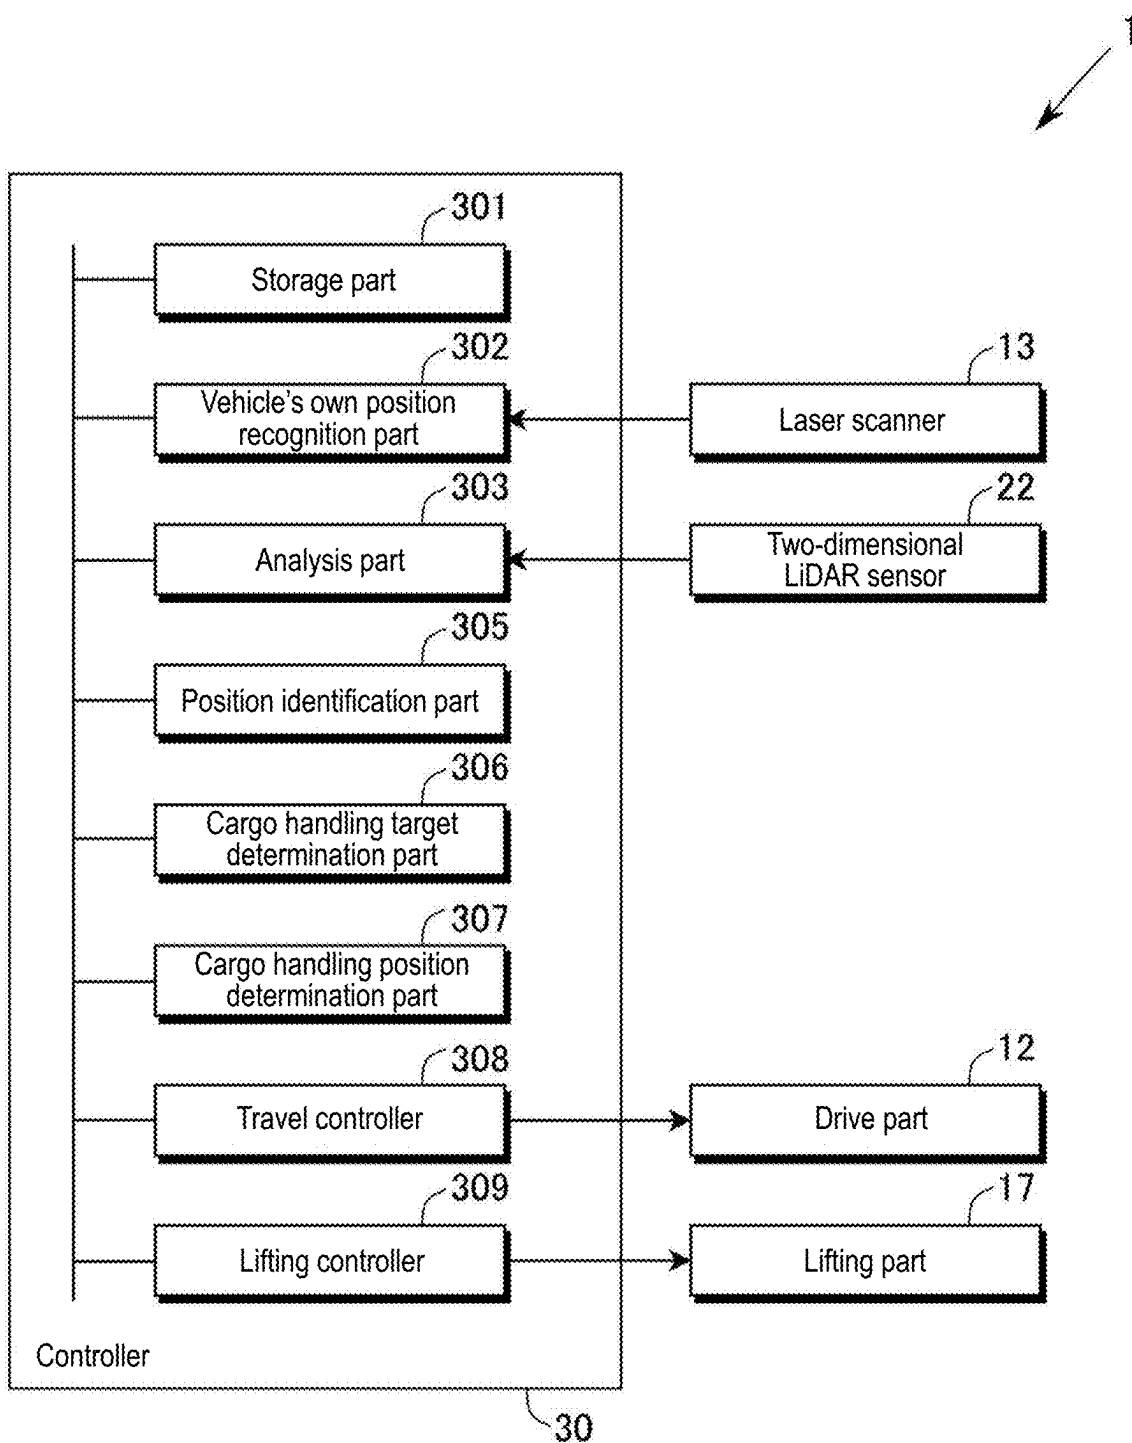 1
301
Storage part
302
13
Vehicle's own position
recognition part
Laser scanner
303
22
Analysis part
Two-dimensional
LiDAR sensor
305
Position identification part
306
Cargo handling target
determination part
307
Cargo handling position
determination part
308
12
Travel controller
Drive part
309
17
Lifting controller
Lifting part
Controller
30